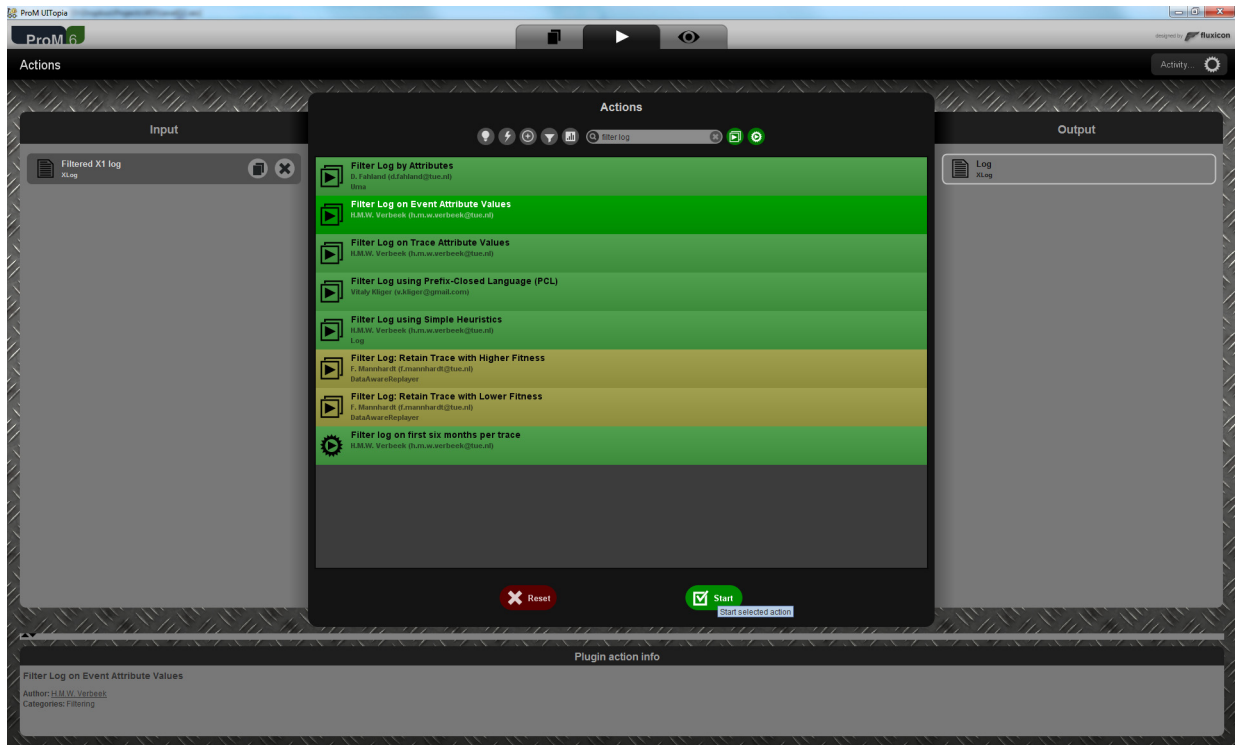 ProM UITopia
ProM 6
designed by fluxicon
Actions
Activity...
Actions
Input
filter log
Output
Filtered X1 log
XLog
Filter Log by Attributes
D. Fahland (d.fahland@tue.nl)
Uma
Filter Log on Event Attribute Values
H.M.W. Verbeek (h.m.w.verbeek@tue.nl)
Filter Log on Trace Attribute Values
H.M.W. Verbeek (h.m.w.verbeek@tue.nl)
Filter Log using Prefix-Closed Language (PCL)
Vitaly Kliger (v.kliger@gmail.com)
Filter Log using Simple Heuristics
H.M.W. Verbeek (h.m.w.verbeek@tue.nl)
Log
Filter Log: Retain Trace with Higher Fitness
F. Mannhardt (f.mannhardt@tue.nl)
DataAwareReplayer
Filter Log: Retain Trace with Lower Fitness
F. Mannhardt (f.mannhardt@tue.nl)
DataAwareReplayer
Filter log on first six months per trace
H.M.W. Verbeek (h.m.w.verbeek@tue.nl)
Log
XLog
Reset
Start
Start selected action
Plugin action info
Filter Log on Event Attribute Values
Author: H.M.W. Verbeek
Categories: Filtering